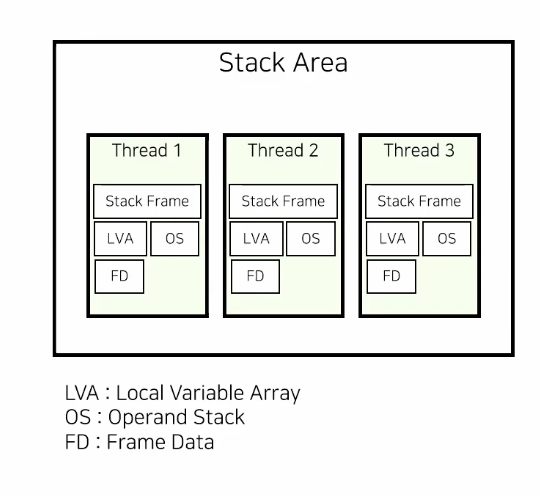 Stack Area
Thread 1
Thread 2
Thread 3
Stack Frame
Stack Frame
Stack Frame
LVA
OS
LVA
OS
LVA
OS
FD
FD
FD
LVA : Local Variable Array
OS : Operand Stack
FD : Frame Data